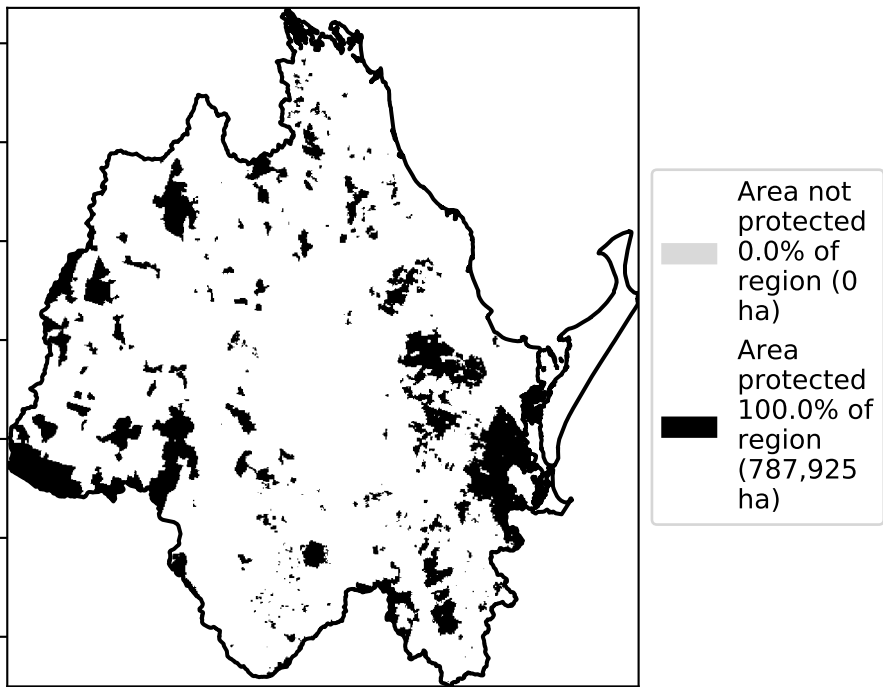 Area not
protected
0.0% of
region (0
ha)
Area
protected
100.0% of
region
(787,925
ha)